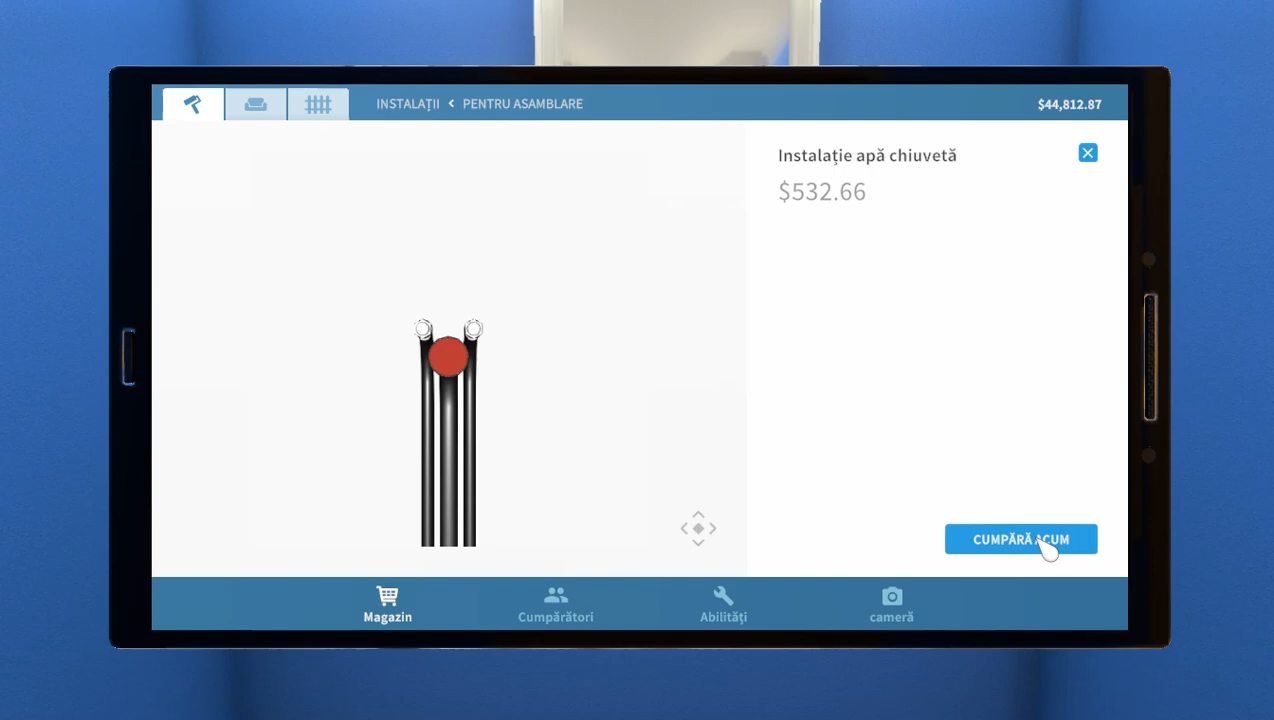 INSTALAȚII < PENTRU ASAMBLARE
$44,812.87
Instalație apă chiuvetă
$532.66
CUMPĂRĂ ACUM
Magazin
Cumpărători
Abilități
cameră